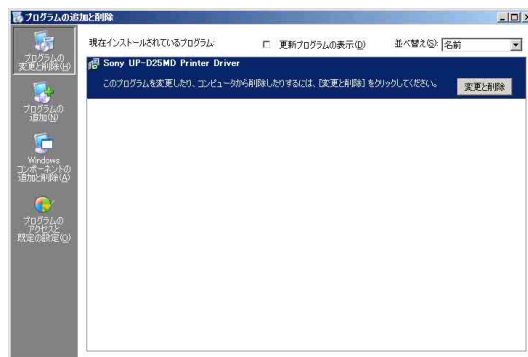 プログラムの追加と削除
プログラムの
変更と削除(H)
現在インストールされているプログラム:
更新プログラムの表示(D)
並べ替え(S):
名前
Sony UP-D25MD Printer Driver
このプログラムを変更したり、コンピュータから削除したりするには、[変更と削除] をクリックしてください。
変更と削除
プログラムの
追加(N)
Windows
コンポーネントの
追加と削除(A)
プログラムの
アクセスと
既定の設定(O)